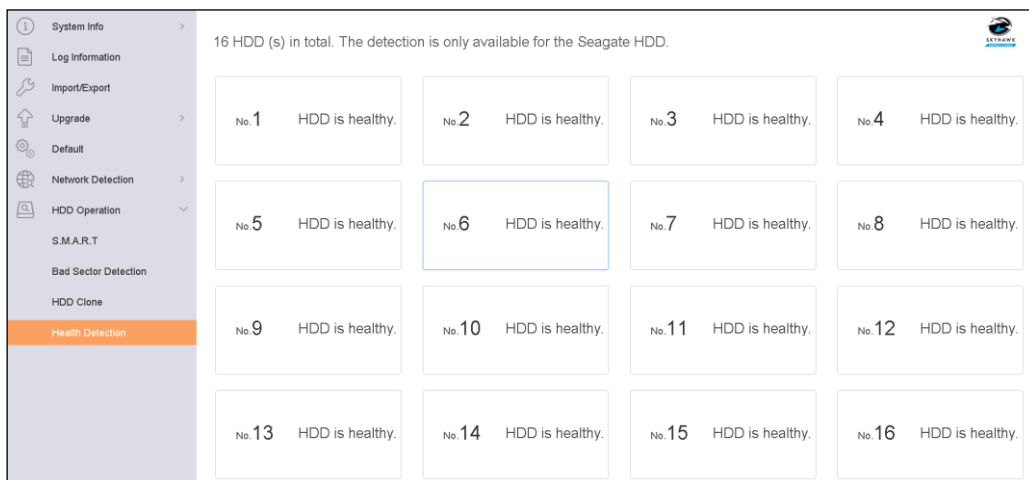 System Info
Log Information
Import/Export
Upgrade
Default
Network Detection
HDD Operation
S.M.A.R.T
Bad Sector Detection
HDD Clone
Health Detection
16 HDD (s) in total. The detection is only available for the Seagate HDD.
SKYHAWK
No.1 HDD is healthy.
No.2 HDD is healthy.
No.3 HDD is healthy.
No.4 HDD is healthy.
No.5 HDD is healthy.
No.6 HDD is healthy.
No.7 HDD is healthy.
No.8 HDD is healthy.
No.9 HDD is healthy.
No.10 HDD is healthy.
No.11 HDD is healthy.
No.12 HDD is healthy.
No.13 HDD is healthy.
No.14 HDD is healthy.
No.15 HDD is healthy.
No.16 HDD is healthy.